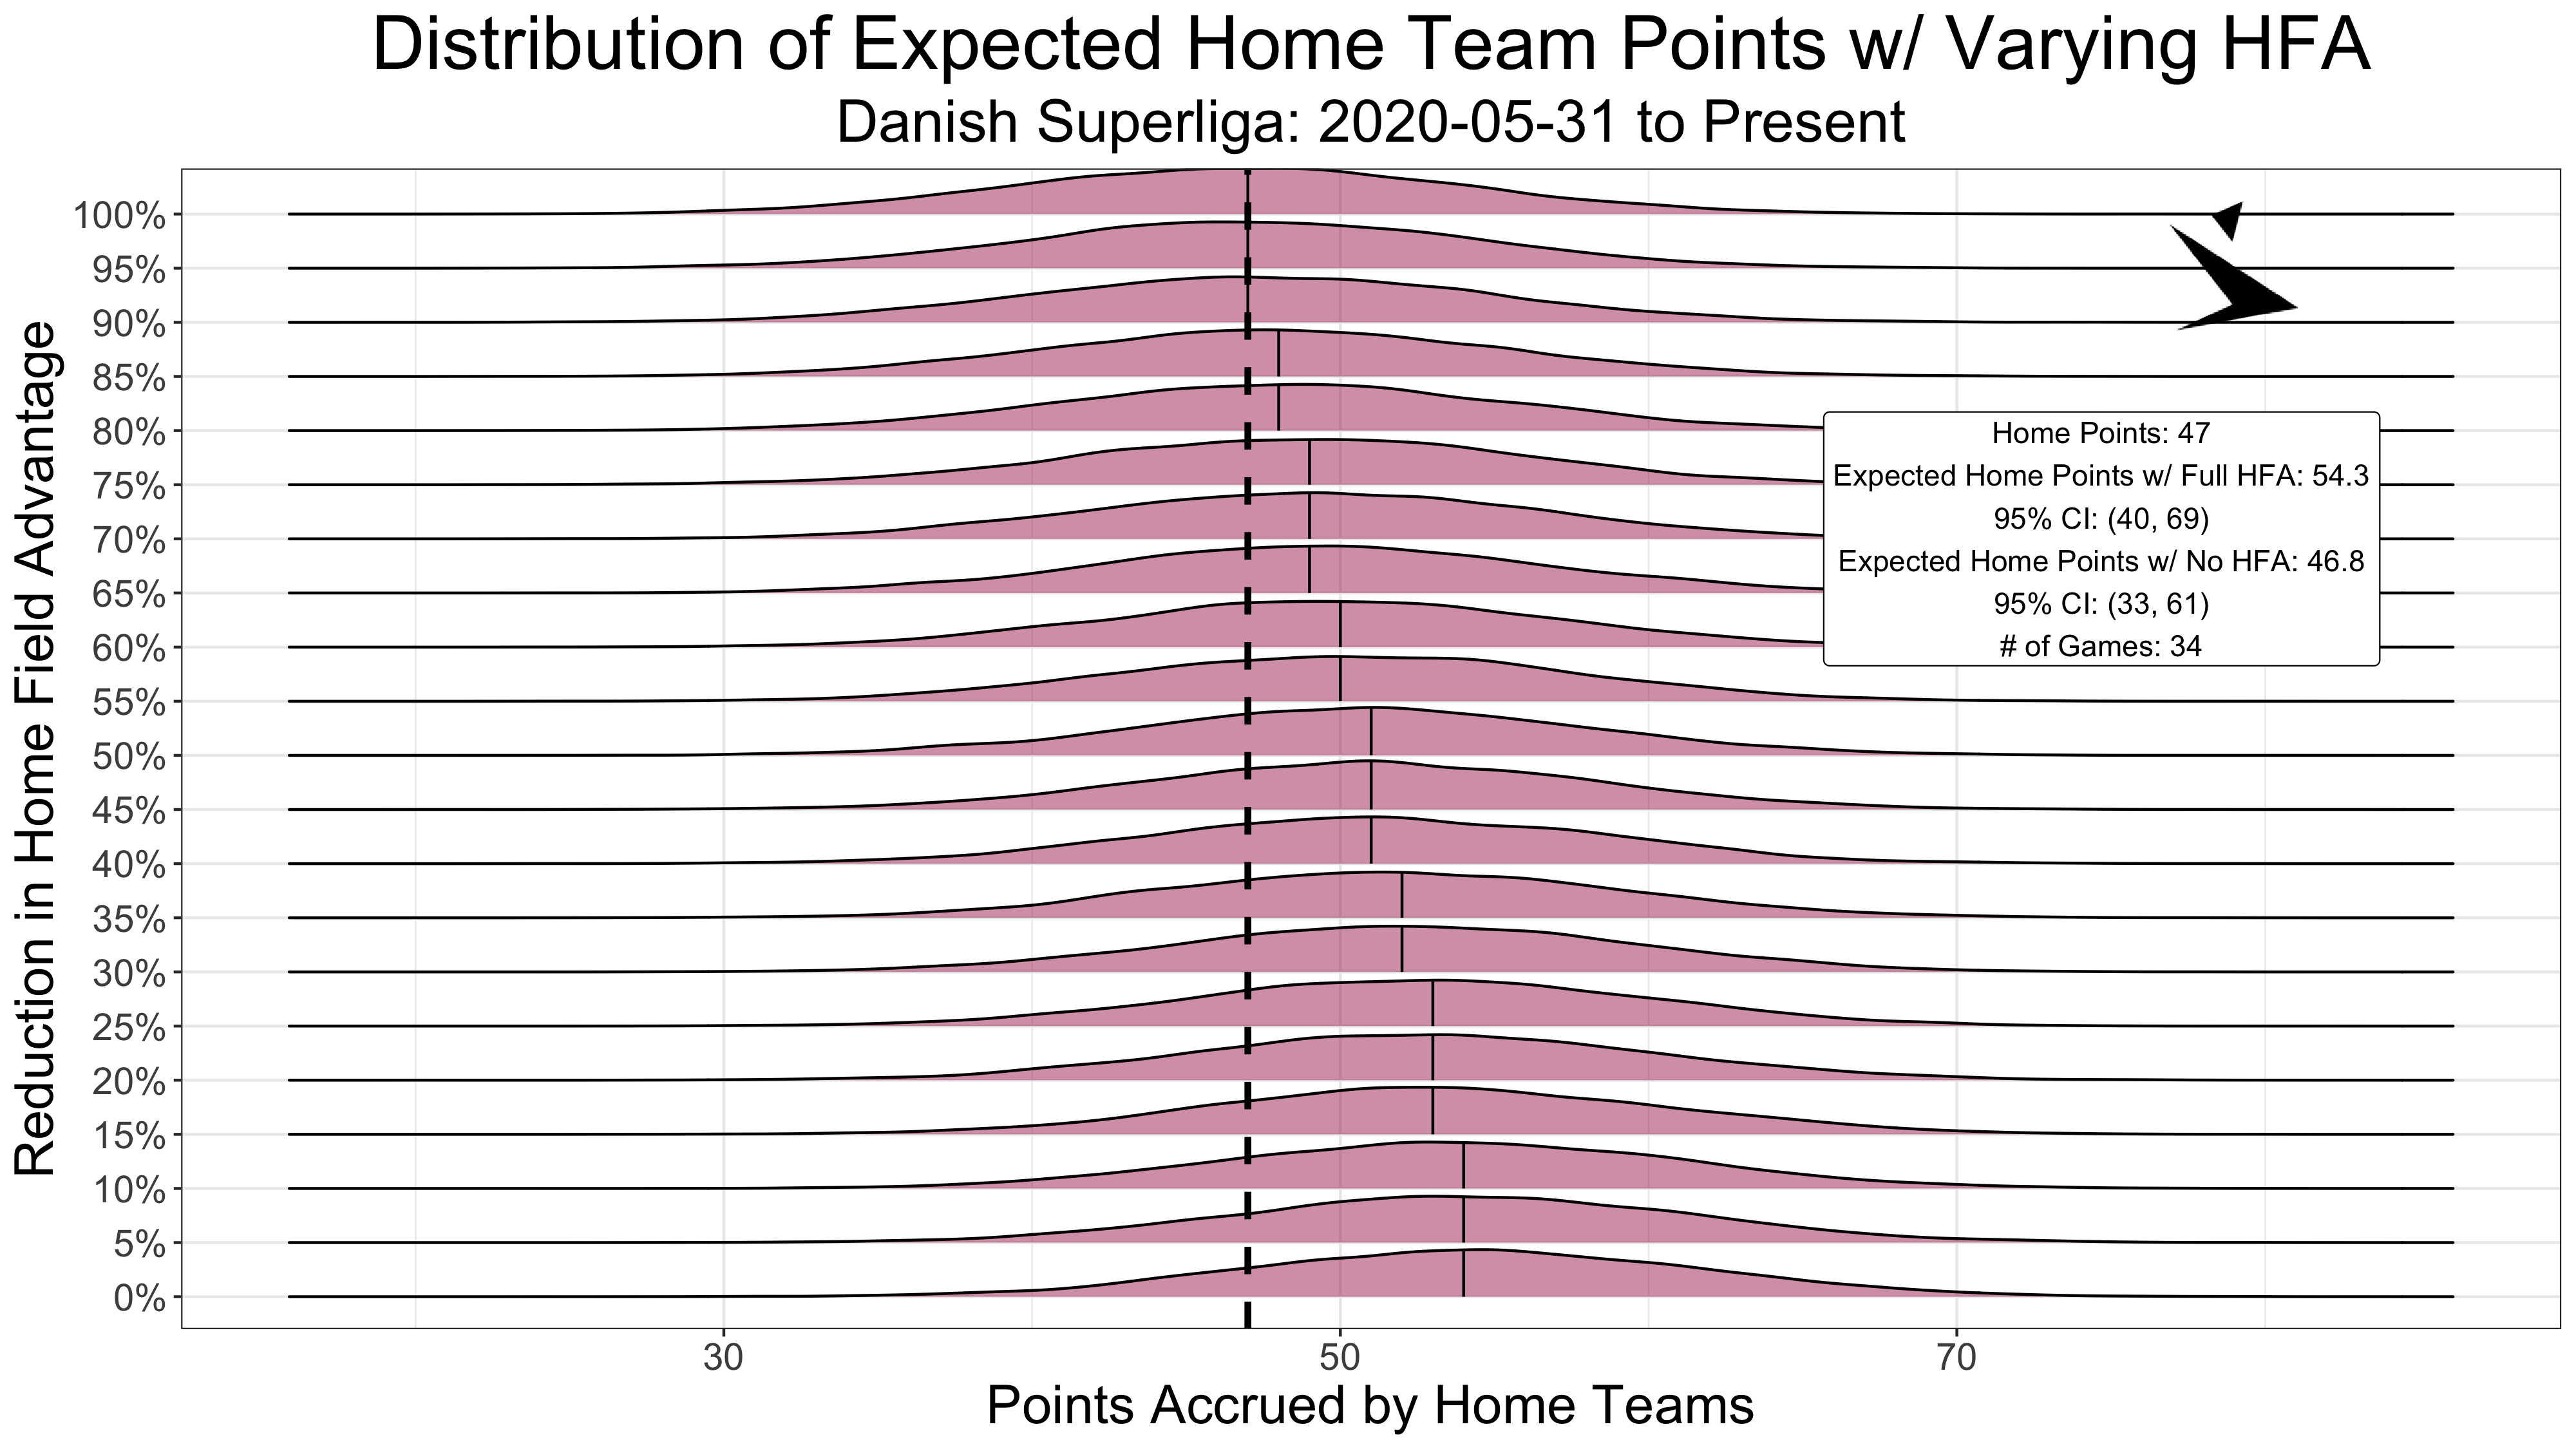 Distribution of Expected Home Team Points w/ Varying HFA
Danish Superliga: 2020-05-31 to Present
Reduction in Home Field Advantage
100%
95%
90%
85%
80%
75%
70%
65%
60%
55%
50%
45%
40%
35%
30%
25%
20%
15%
10%
5%
0%
Home Points: 47
Expected Home Points w/ Full HFA: 54.3
95% CI: (40, 69)
Expected Home Points w/ No HFA: 46.8
95% CI: (33, 61)
# of Games: 34
30
50
70
Points Accrued by Home Teams